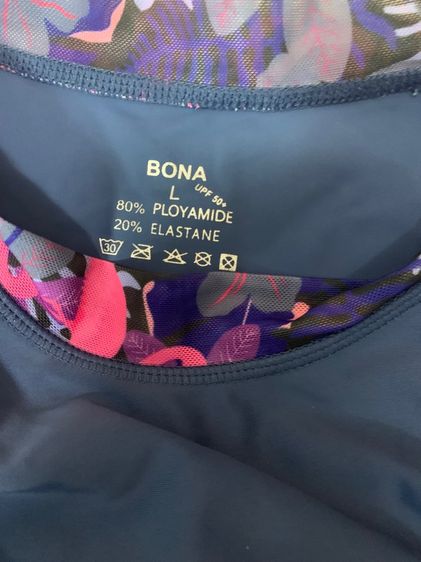 BONA
L
UPF 50+
80% PLOYAMIDE
20% ELASTANE
30